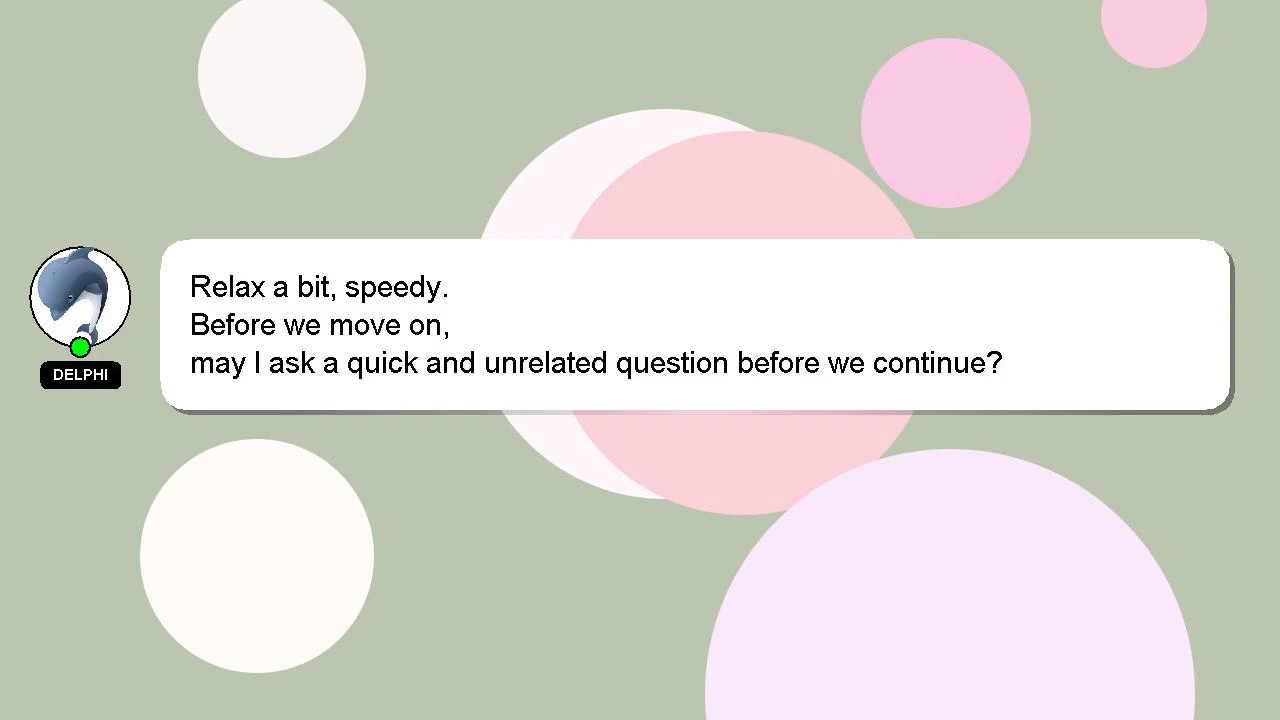 Relax a bit, speedy.
Before we move on,
may I ask a quick and unrelated question before we continue?
DELPHI